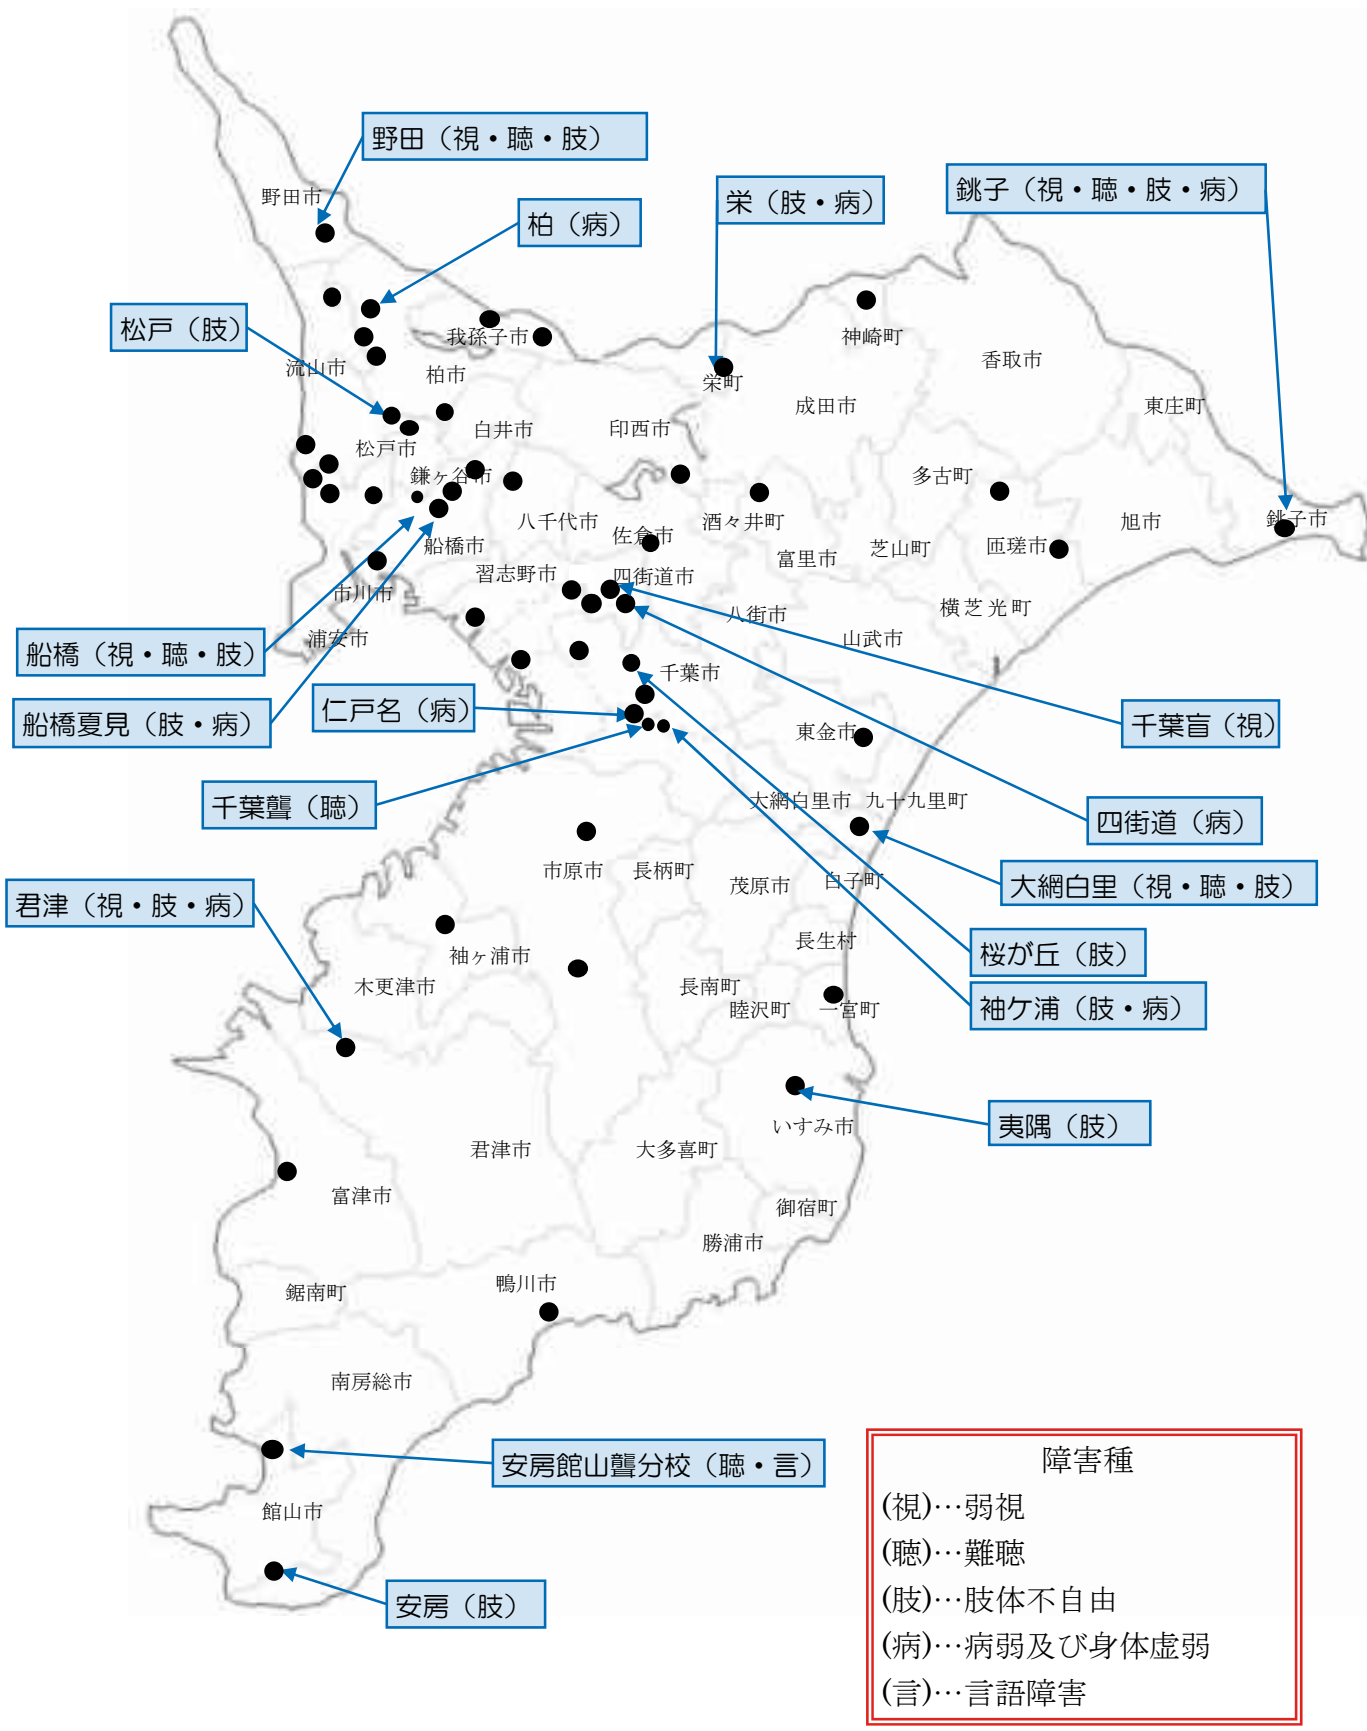 野田（視・聴・肢）
栄（肢・病）
銚子（視・聴・肢・病）
野田市
柏（病）
松戸（肢）
我孫子市
神崎町
香取市
流山市
柏市
栄町
成田市
東庄町
白井市
印西市
松戸市
鎌ヶ谷市
多古町
八千代市
佐倉市
酒々井町
旭市
銚子市
船橋市
富里市
芝山町
匝瑳市
習志野市
四街道市
市川市
八街市
横芝光町
浦安市
山武市
船橋（視・聴・肢）
千葉市
仁戸名（病）
船橋夏見（肢・病）
千葉盲（視）
東金市
千葉聾（聴）
大網白里市
九十九里町
四街道（病）
市原市
長柄町
茂原市
白子町
大網白里（視・聴・肢）
君津（視・肢・病）
長生村
桜が丘（肢）
袖ヶ浦市
木更津市
長南町
睦沢町
一宮町
袖ケ浦（肢・病）
いすみ市
夷隅（肢）
君津市
大多喜町
富津市
御宿町
勝浦市
鴨川市
鋸南町
南房総市
安房館山聾分校（聴・言）
館山市
安房（肢）
障害種
(視)…弱視
(聴)…難聴
(肢)…肢体不自由
(病)…病弱及び身体虚弱
(言)…言語障害